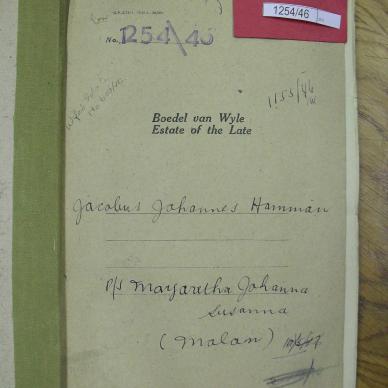 1254/46
No. 1254/46
1155/46
Boedel van Wyle
Estate of the Late
Jacobus Johannes Hamman
p/s Margaretha Johanna
Susanna
(Malan)